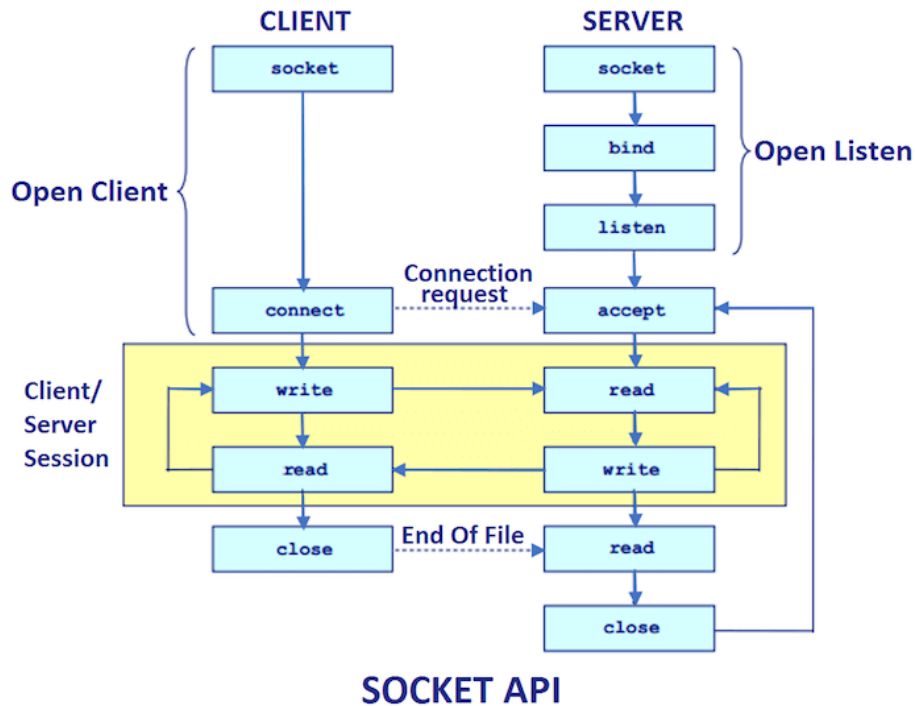 CLIENT
SERVER
socket
socket
bind
Open Client
Open Listen
listen
Connection
request
connect
accept
Client/
Server
Session
write
read
read
write
End Of File
close
read
close
SOCKET API